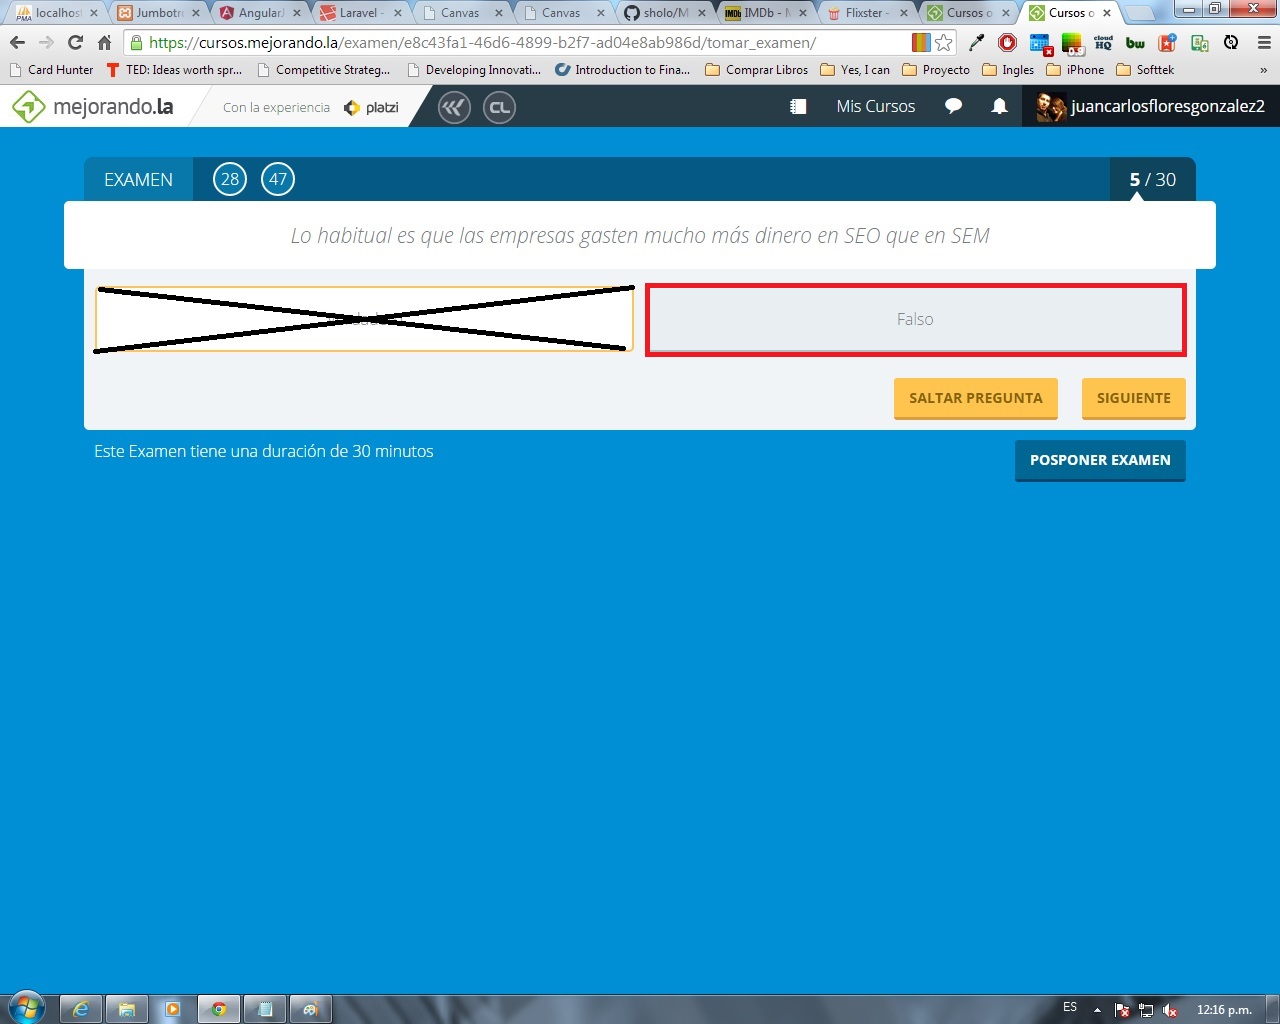 localhos
Jumbotr
Angular
Laravel -
Canvas
Canvas
sholo/M
IMDb - M
Flixster -
Cursos o
Cursos o
https://cursos.mejorando.la/examen/e8c43fa1-46d6-4899-b2f7-ad04e8ab986d/tomar_examen/
Card Hunter
TED: Ideas worth spr...
Competitive Strateg...
Developing Innovati...
Introduction to Fina...
Comprar Libros
Yes, I can
Proyecto
Ingles
iPhone
Softtek
»
mejorando.la
Con la experiencia
platzi
CL
Mis Cursos
juancarlosfloresgonzalez2
EXAMEN
28
47
5 / 30
Lo habitual es que las empresas gasten mucho más dinero en SEO que en SEM
Falso
SALTAR PREGUNTA
SIGUIENTE
Este Examen tiene una duración de 30 minutos
POSPONER EXAMEN
ES
12:16 p.m.